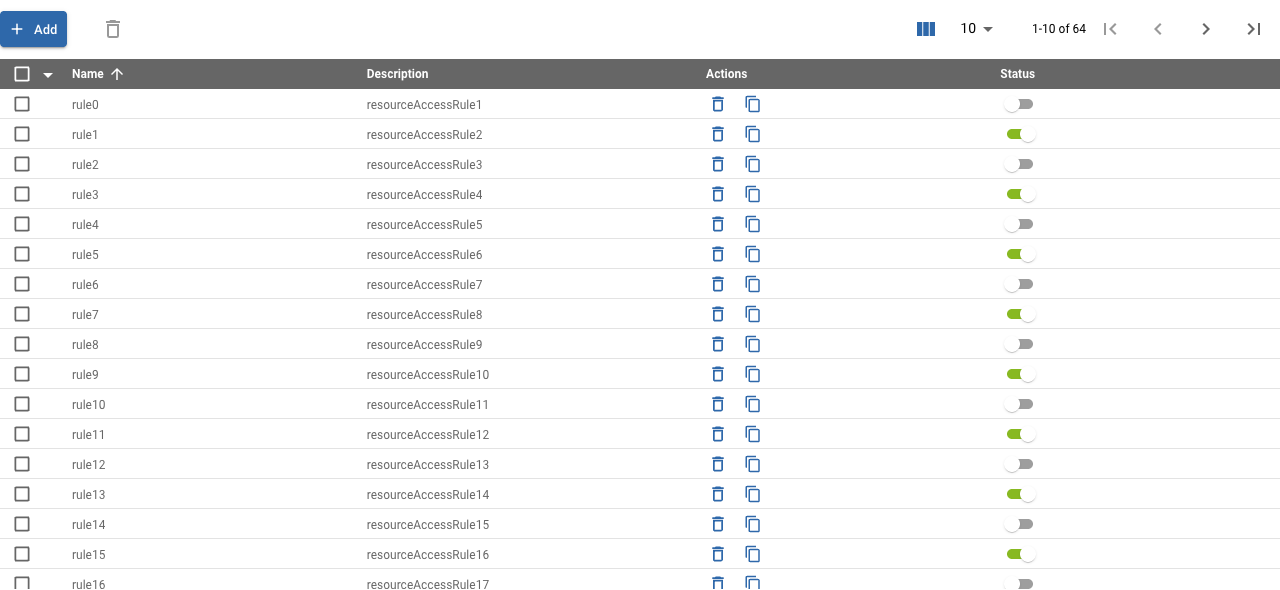 Add 10 1-10 of 64
Name Description Actions Status
rule0 resourceAccessRule1
rule1 resourceAccessRule2
rule2 resourceAccessRule3
rule3 resourceAccessRule4
rule4 resourceAccessRule5
rule5 resourceAccessRule6
rule6 resourceAccessRule7
rule7 resourceAccessRule8
rule8 resourceAccessRule9
rule9 resourceAccessRule10
rule10 resourceAccessRule11
rule11 resourceAccessRule12
rule12 resourceAccessRule13
rule13 resourceAccessRule14
rule14 resourceAccessRule15
rule15 resourceAccessRule16
rule16 resourceAccessRule17